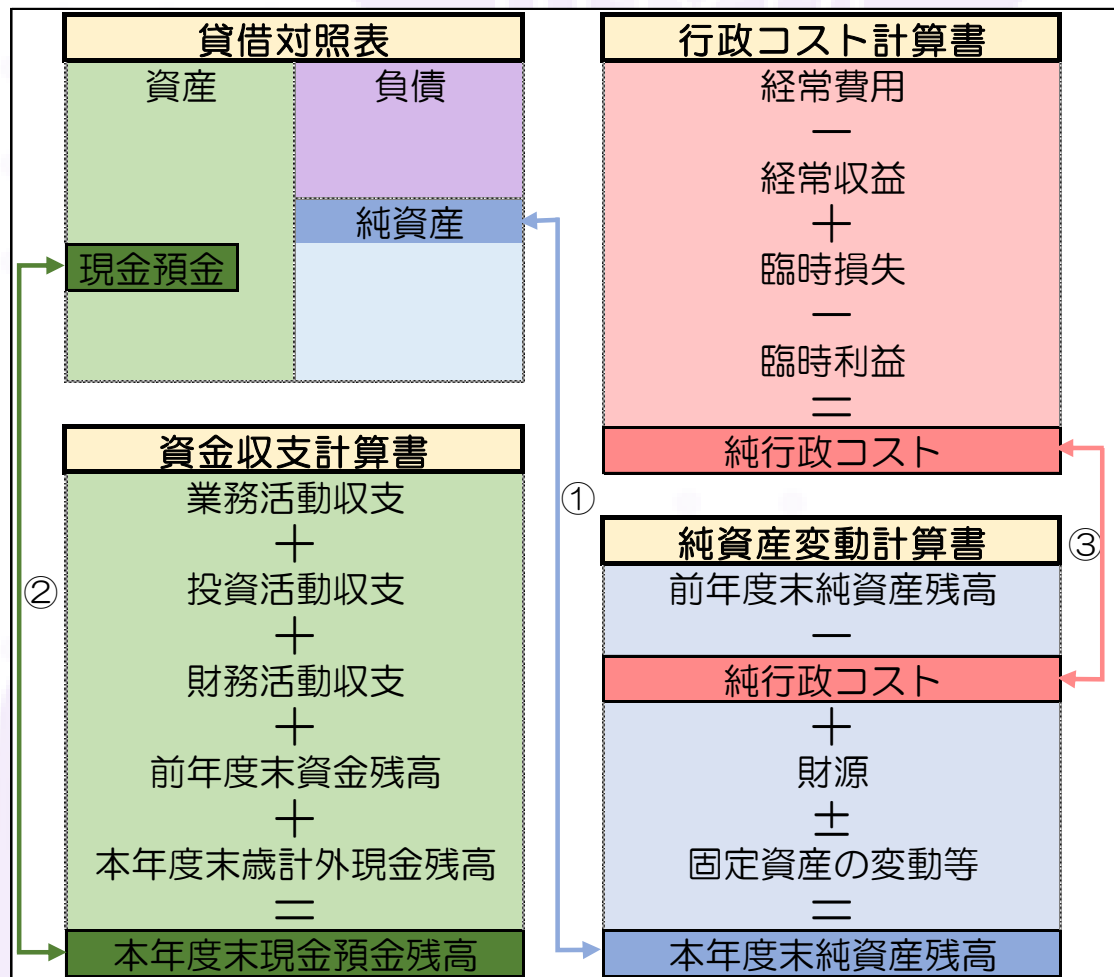 貸借対照表
資産
負債
純資産
現金預金
行政コスト計算書
経常費用
－
経常収益
＋
臨時損失
－
臨時利益
＝
純行政コスト
資金収支計算書
業務活動収支
＋
投資活動収支
＋
財務活動収支
＋
前年度末資金残高
＋
本年度末歳計外現金残高
＝
本年度末現金預金残高
純資産変動計算書
前年度末純資産残高
－
純行政コスト
＋
財源
±
固定資産の変動等
＝
本年度末純資産残高
①
②
③